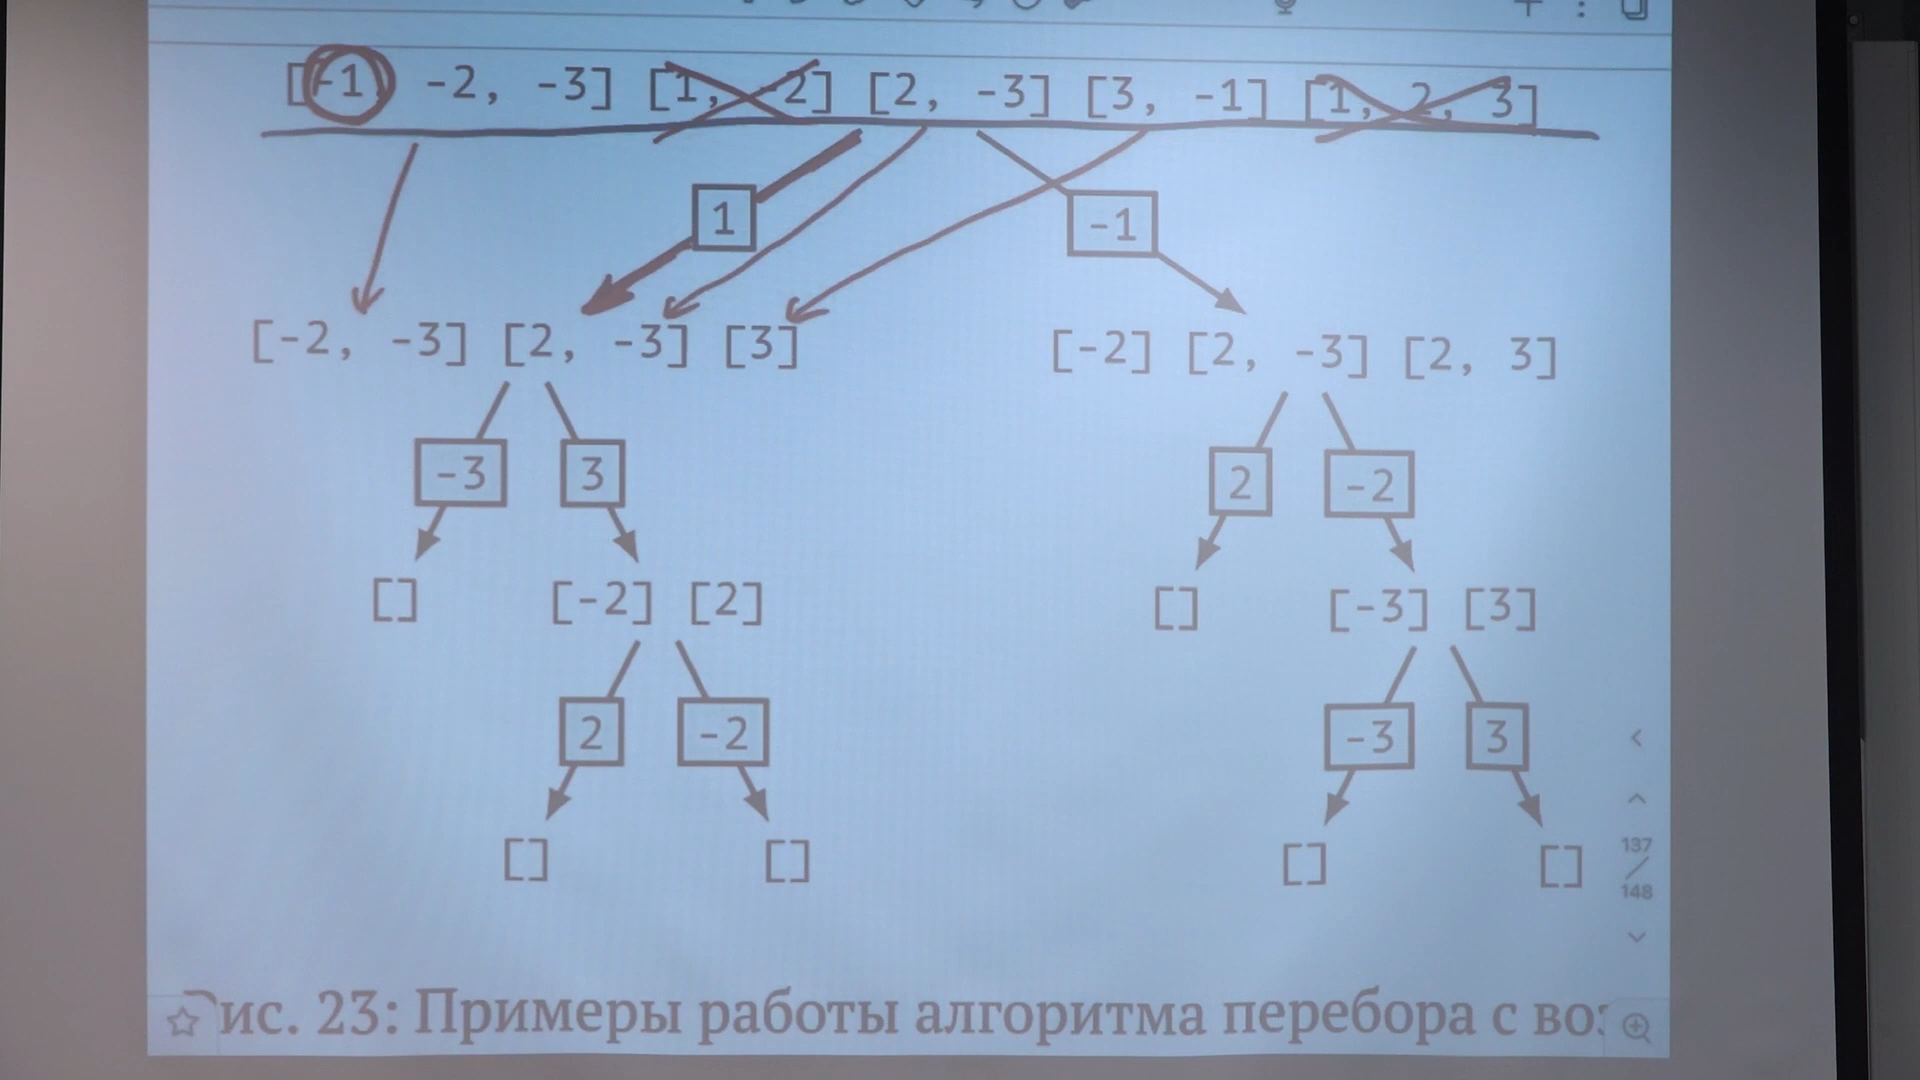 [-1, -2, -3] [1, -2] [2, -3] [3, -1] [1, 2, 3]
1 -1
[-2, -3] [2, -3] [3] [-2] [2, -3] [2, 3]
-3 3 2 -2
[] [-2] [2] [] [-3] [3]
2 -2 -3 3
[] [] [] []
137
148
ис. 23: Примеры работы алгоритма перебора с